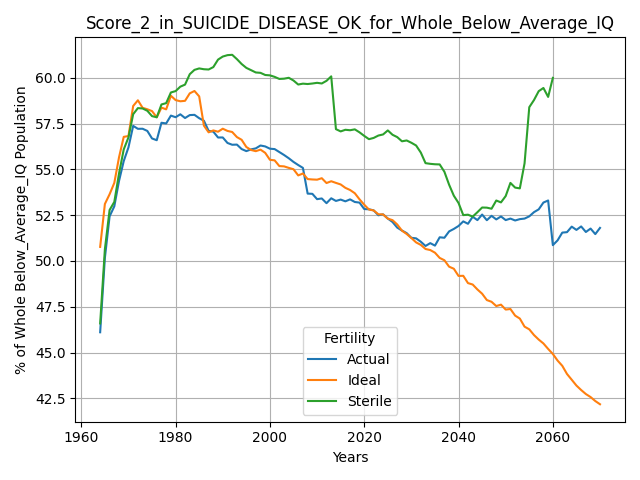 Score_2_in_SUICIDE_DISEASE_OK_for_Whole_Below_Average_IQ
% of Whole Below_Average_IQ Population
60.0
57.5
55.0
52.5
50.0
47.5
45.0
42.5
Fertility
Actual
Ideal
Sterile
1960
1980
2000
2020
2040
2060
Years